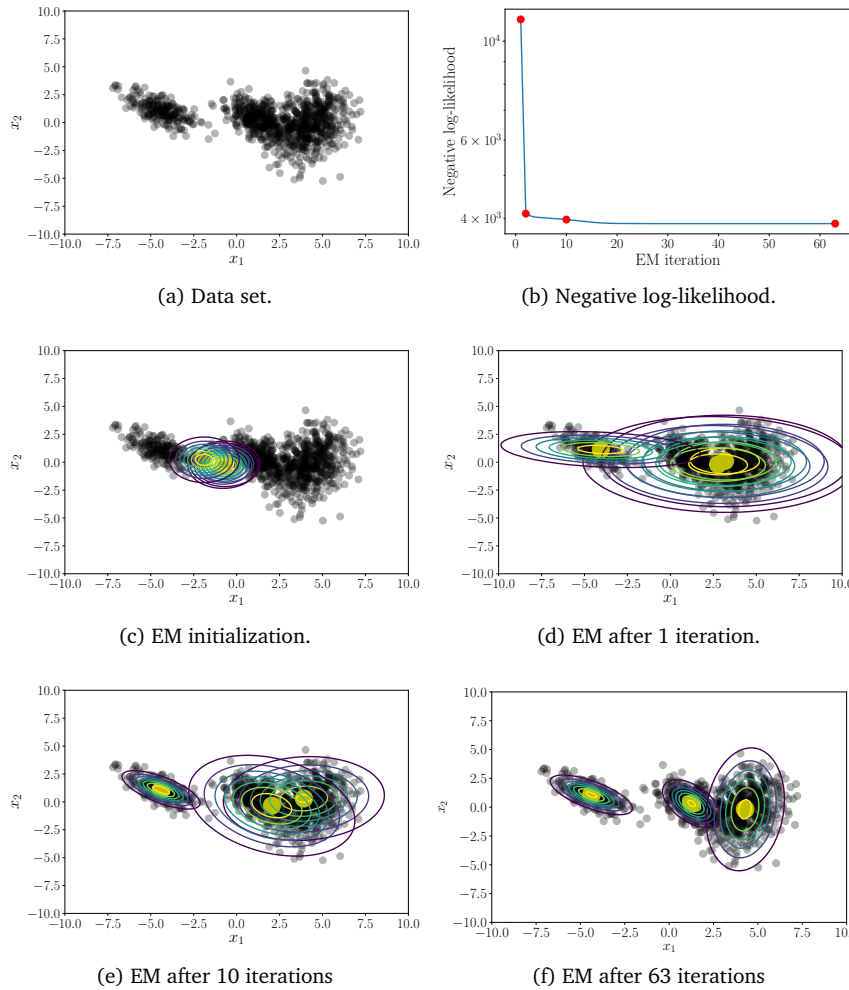 10.0
7.5
5.0
2.5
0.0
−2.5
−5.0
−7.5
−10.0
x₂
−10.0 −7.5 −5.0 −2.5 0.0 2.5 5.0 7.5 10.0
x₁
(a) Data set.
10⁴
6 × 10³
4 × 10³
Negative log-likelihood
0 10 20 30 40 50 60
EM iteration
(b) Negative log-likelihood.
10.0
7.5
5.0
2.5
0.0
−2.5
−5.0
−7.5
−10.0
x₂
−10.0 −7.5 −5.0 −2.5 0.0 2.5 5.0 7.5 10.0
x₁
(c) EM initialization.
10.0
7.5
5.0
2.5
0.0
−2.5
−5.0
−7.5
−10.0
x₂
−10.0 −7.5 −5.0 −2.5 0.0 2.5 5.0 7.5 10.0
x₁
(d) EM after 1 iteration.
10.0
7.5
5.0
2.5
0.0
−2.5
−5.0
−7.5
−10.0
x₂
−10.0 −7.5 −5.0 −2.5 0.0 2.5 5.0 7.5 10.0
x₁
(e) EM after 10 iterations
10.0
7.5
5.0
2.5
0.0
−2.5
−5.0
−7.5
−10.0
x₂
−10.0 −7.5 −5.0 −2.5 0.0 2.5 5.0 7.5 10.0
x₁
(f) EM after 63 iterations